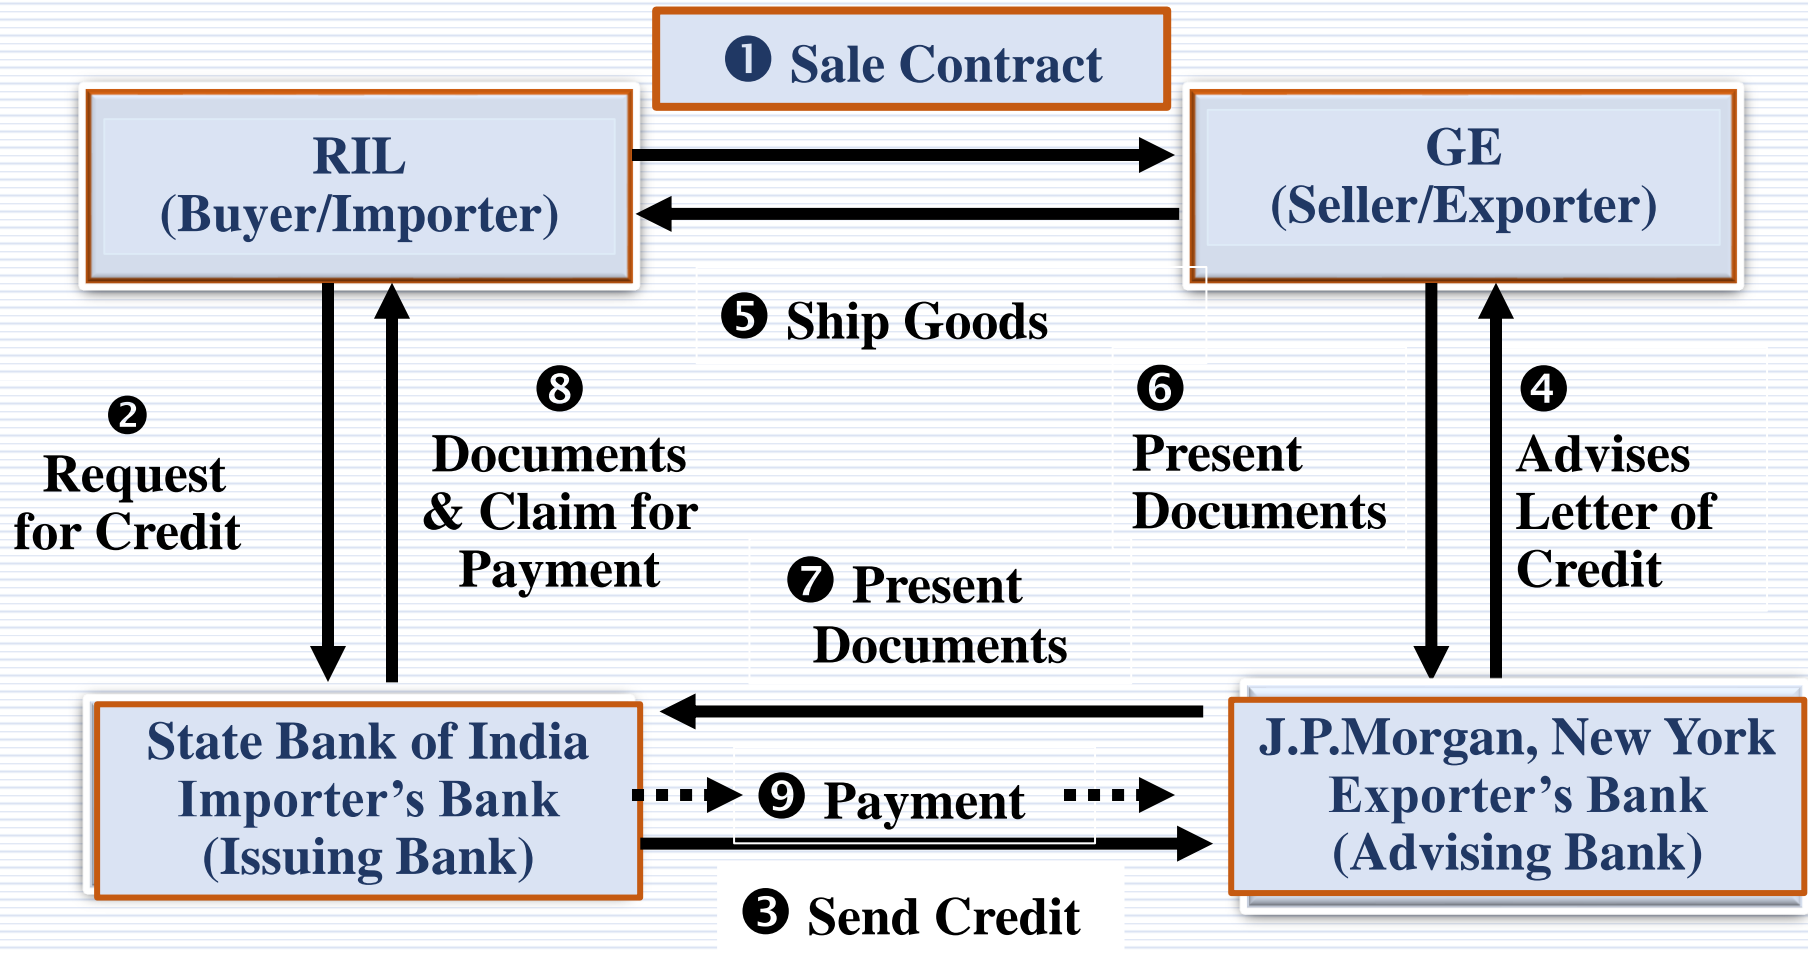 ❶ Sale Contract
RIL
(Buyer/Importer)
GE
(Seller/Exporter)
❺ Ship Goods
❷
Request
for Credit
❽
Documents
& Claim for
Payment
❻
Present
Documents
❹
Advises
Letter of
Credit
❼ Present
Documents
State Bank of India
Importer’s Bank
(Issuing Bank)
❾ Payment
J.P.Morgan, New York
Exporter’s Bank
(Advising Bank)
❸ Send Credit